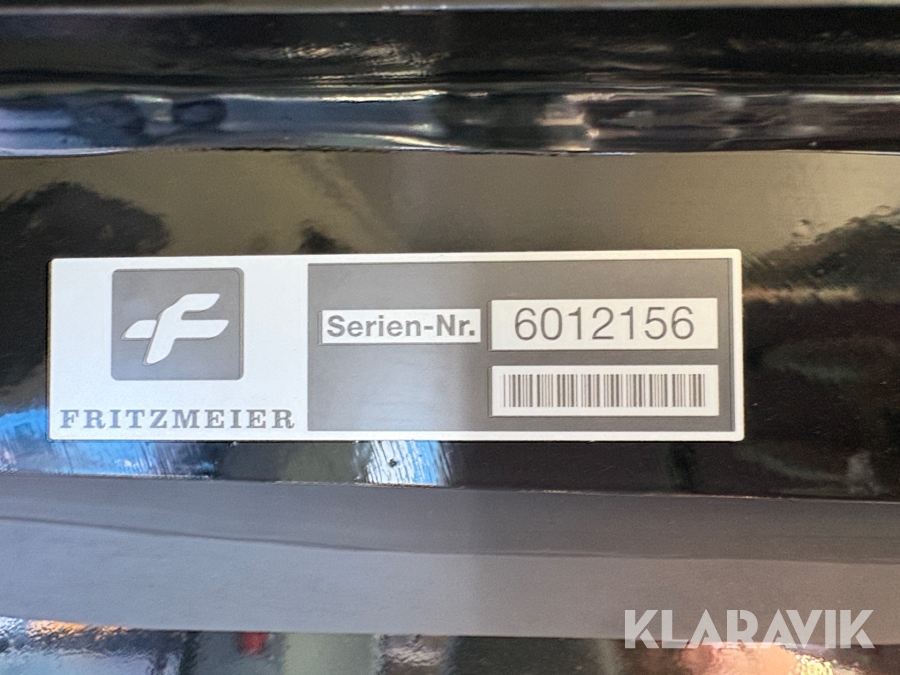 Serien-Nr. 6012156
FRITZMEIER
KLARAVIK